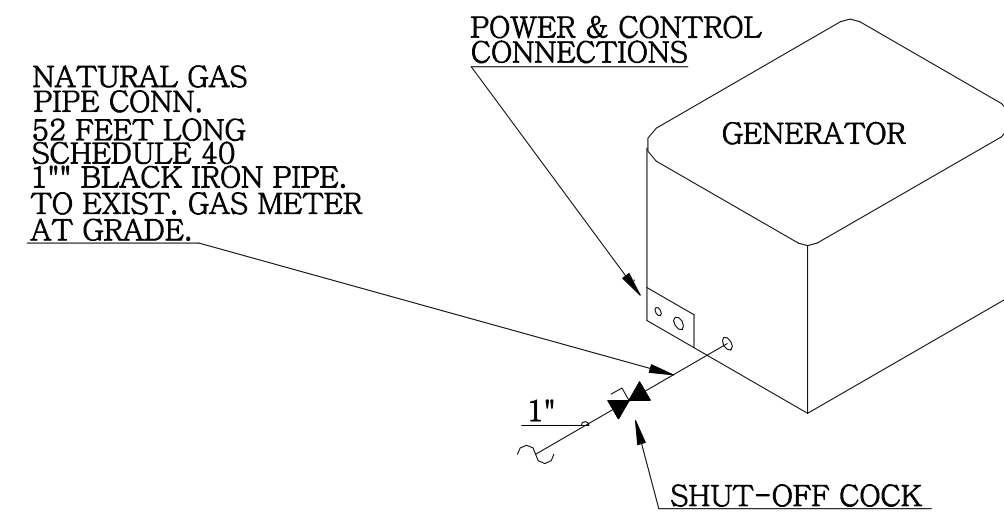 POWER & CONTROL
CONNECTIONS
NATURAL GAS
PIPE CONN.
52 FEET LONG
SCHEDULE 40
1"" BLACK IRON PIPE.
TO EXIST. GAS METER
AT GRADE.
GENERATOR
1"
SHUT-OFF COCK